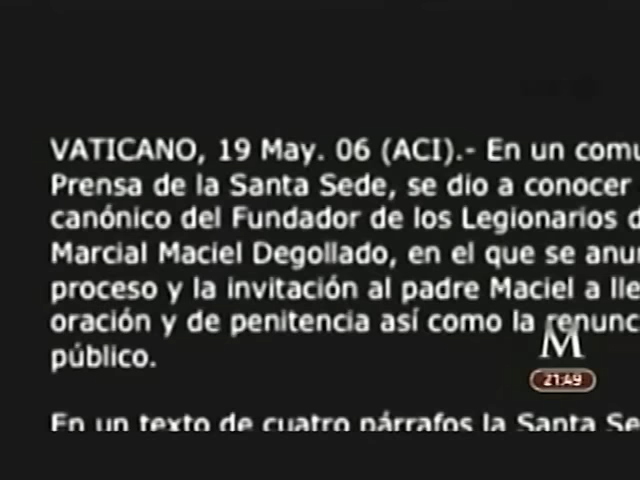 VATICANO, 19 May. 06 (ACI).- En un comu
Prensa de la Santa Sede, se dio a conocer
canónico del Fundador de los Legionarios d
Marcial Maciel Degollado, en el que se anu
proceso y la invitación al padre Maciel a lle
oración y de penitencia así como la renunc
público.
M
21:49
En un texto de cuatro párrafos la Santa Se